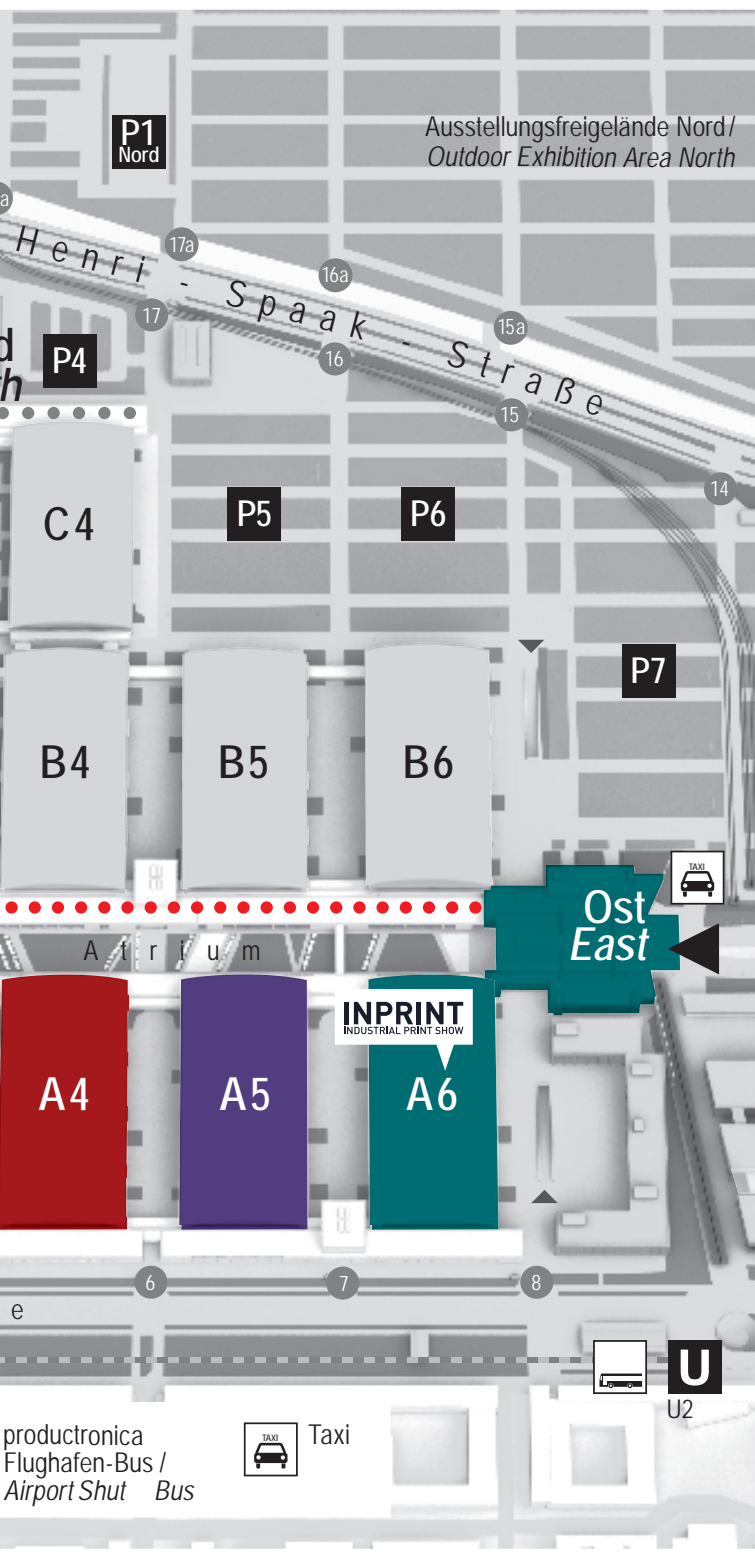 P1
Nord
Ausstellungsfreigelände Nord /
Outdoor Exhibition Area North
a
17a
Henri - Spaak - Straße
16a
15a
17
16
15
14
d
h
P4
C4
P5
P6
P7
B4
B5
B6
TAXI
Ost
East
Atrium
INPRINT
INDUSTRIAL PRINT SHOW
A4
A5
A6
6
7
8
e
U
U2
productronica
Flughafen-Bus /
Airport Shut Bus
TAXI
Taxi